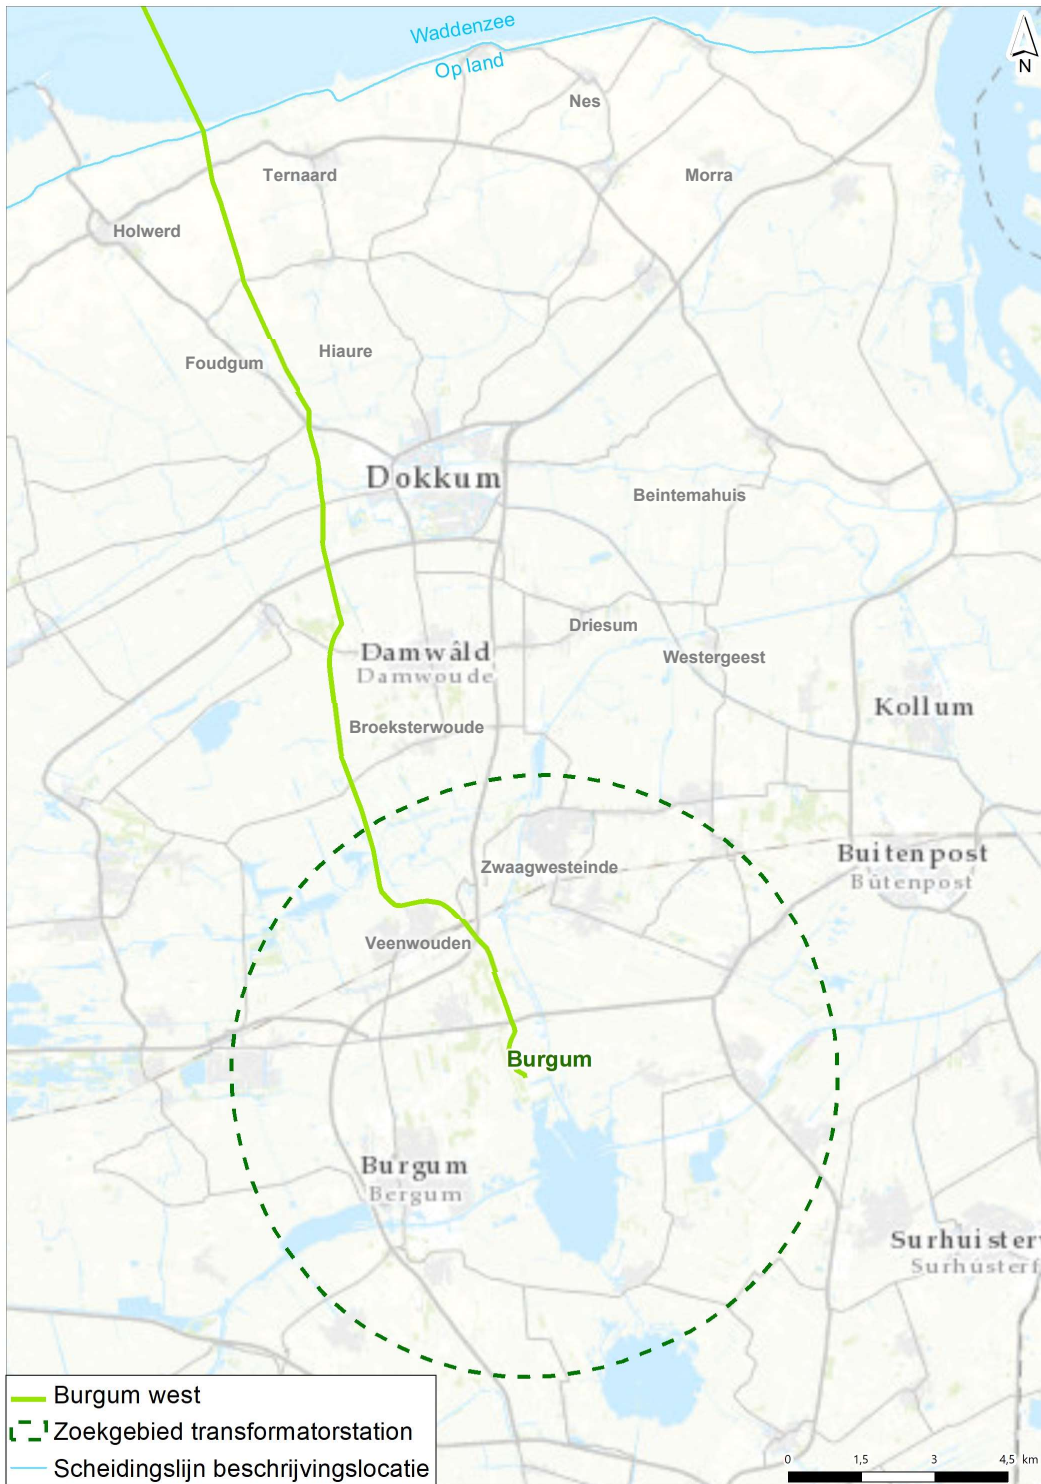 Waddenzee
Op land
N
Nes
Ternaard
Morra
Holwerd
Hiaure
Foudgum
Dokkum
Beintemahuis
Driesum
Damwâld
Damwoude
Westergeest
Kollum
Broeksterwoude
Zwaagwesteinde
Buitenpost
Bûtenpost
Veenwouden
Burgum
Burgum
Bergum
Surhuister
Surhústerf
Burgum west
Zoekgebied transformatorstation
Scheidingslijn beschrijvingslocatie
0 1,5 3 4,5 km